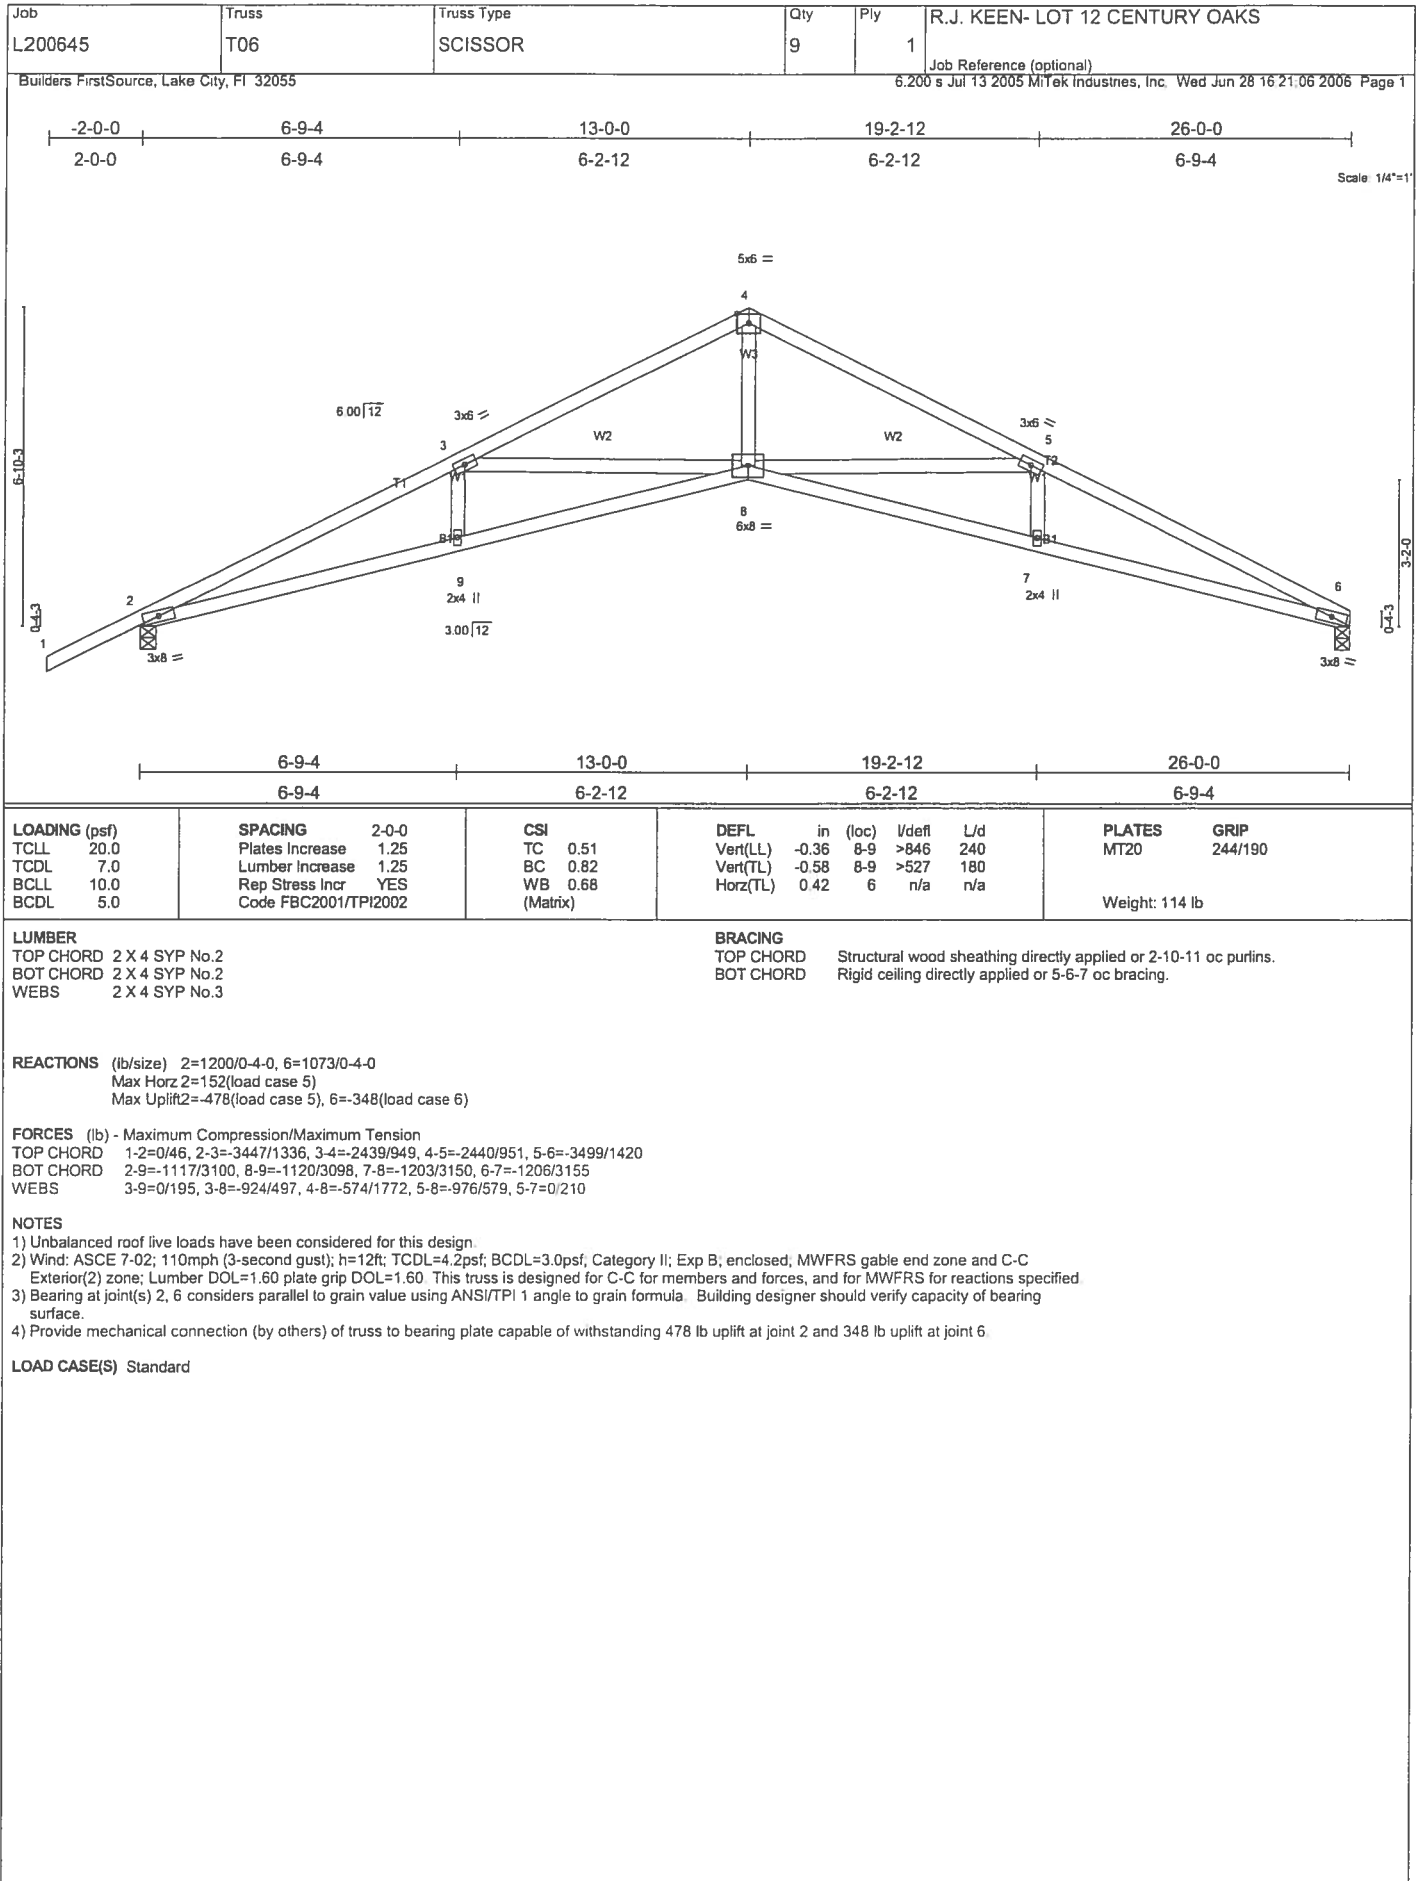 Job Truss Truss Type Qty Ply R.J. KEEN- LOT 12 CENTURY OAKS
L200645 T06 SCISSOR 9 1
Job Reference (optional)
Builders FirstSource, Lake City, Fl 32055 6.200 s Jul 13 2005 MiTek Industries, Inc. Wed Jun 28 16:21:06 2006 Page 1
-2-0-0 6-9-4 13-0-0 19-2-12 26-0-0
2-0-0 6-9-4 6-2-12 6-2-12 6-9-4
Scale: 1/4"=1'
5x6 =
4
W3
6.00 12
3x6 =
3x6 =
3
W2
W2
5
T2
T1
W1
W1
6-10-3
B1
B1
8
6x8 =
3-2-0
9
2x4 ||
7
2x4 ||
2
6
0-4-3
0-4-3
1
3.00 12
3x8 =
3x8 =
6-9-4 13-0-0 19-2-12 26-0-0
6-9-4 6-2-12 6-2-12 6-9-4
LOADING (psf) SPACING 2-0-0 CSI DEFL in (loc) l/defl L/d PLATES GRIP
TCLL 20.0 Plates Increase 1.25 TC 0.51 Vert(LL) -0.36 8-9 >846 240 MT20 244/190
TCDL 7.0 Lumber Increase 1.25 BC 0.82 Vert(TL) -0.58 8-9 >527 180
BCLL 10.0 Rep Stress Incr YES WB 0.68 Horz(TL) 0.42 6 n/a n/a
BCDL 5.0 Code FBC2001/TPI2002 (Matrix) Weight: 114 lb
LUMBER BRACING
TOP CHORD 2 X 4 SYP No.2 TOP CHORD Structural wood sheathing directly applied or 2-10-11 oc purlins.
BOT CHORD 2 X 4 SYP No.2 BOT CHORD Rigid ceiling directly applied or 5-6-7 oc bracing.
WEBS 2 X 4 SYP No.3
REACTIONS (lb/size) 2=1200/0-4-0, 6=1073/0-4-0
Max Horz 2=152(load case 5)
Max Uplift2=-478(load case 5), 6=-348(load case 6)
FORCES (lb) - Maximum Compression/Maximum Tension
TOP CHORD 1-2=0/46, 2-3=-3447/1336, 3-4=-2439/949, 4-5=-2440/951, 5-6=-3499/1420
BOT CHORD 2-9=-1117/3100, 8-9=-1120/3098, 7-8=-1203/3150, 6-7=-1206/3155
WEBS 3-9=0/195, 3-8=-924/497, 4-8=-574/1772, 5-8=-976/579, 5-7=0/210
NOTES
1) Unbalanced roof live loads have been considered for this design.
2) Wind: ASCE 7-02; 110mph (3-second gust); h=12ft; TCDL=4.2psf; BCDL=3.0psf; Category II; Exp B; enclosed; MWFRS gable end zone and C-C
Exterior(2) zone; Lumber DOL=1.60 plate grip DOL=1.60. This truss is designed for C-C for members and forces, and for MWFRS for reactions specified.
3) Bearing at joint(s) 2, 6 considers parallel to grain value using ANSI/TPI 1 angle to grain formula. Building designer should verify capacity of bearing
surface.
4) Provide mechanical connection (by others) of truss to bearing plate capable of withstanding 478 lb uplift at joint 2 and 348 lb uplift at joint 6.
LOAD CASE(S) Standard